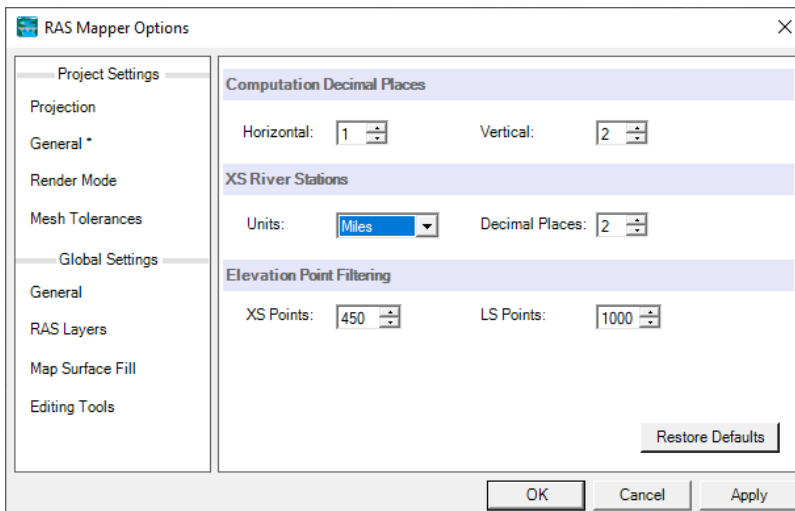 RAS Mapper Options
Project Settings
Projection
General *
Render Mode
Mesh Tolerances
Global Settings
General
RAS Layers
Map Surface Fill
Editing Tools
Computation Decimal Places
Horizontal: 1 Vertical: 2
XS River Stations
Units: Miles Decimal Places: 2
Elevation Point Filtering
XS Points: 450 LS Points: 1000
Restore Defaults
OK Cancel Apply